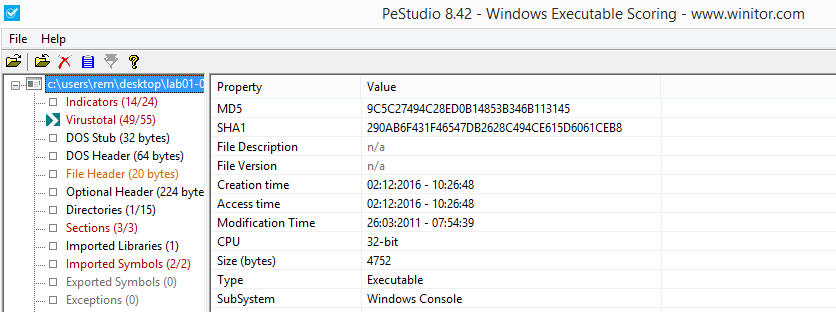 PeStudio 8.42 - Windows Executable Scoring - www.winitor.com
File Help
c:\users\rem\desktop\lab01-0
Indicators (14/24)
Virustotal (49/55)
DOS Stub (32 bytes)
DOS Header (64 bytes)
File Header (20 bytes)
Optional Header (224 byte
Directories (1/15)
Sections (3/3)
Imported Libraries (1)
Imported Symbols (2/2)
Exported Symbols (0)
Exceptions (0)
Property Value
MD5 9C5C27494C28ED0B14853B346B113145
SHA1 290AB6F431F46547DB2628C494CE615D6061CEB8
File Description n/a
File Version n/a
Creation time 02:12:2016 - 10:26:48
Access time 02:12:2016 - 10:26:48
Modification Time 26:03:2011 - 07:54:39
CPU 32-bit
Size (bytes) 4752
Type Executable
SubSystem Windows Console